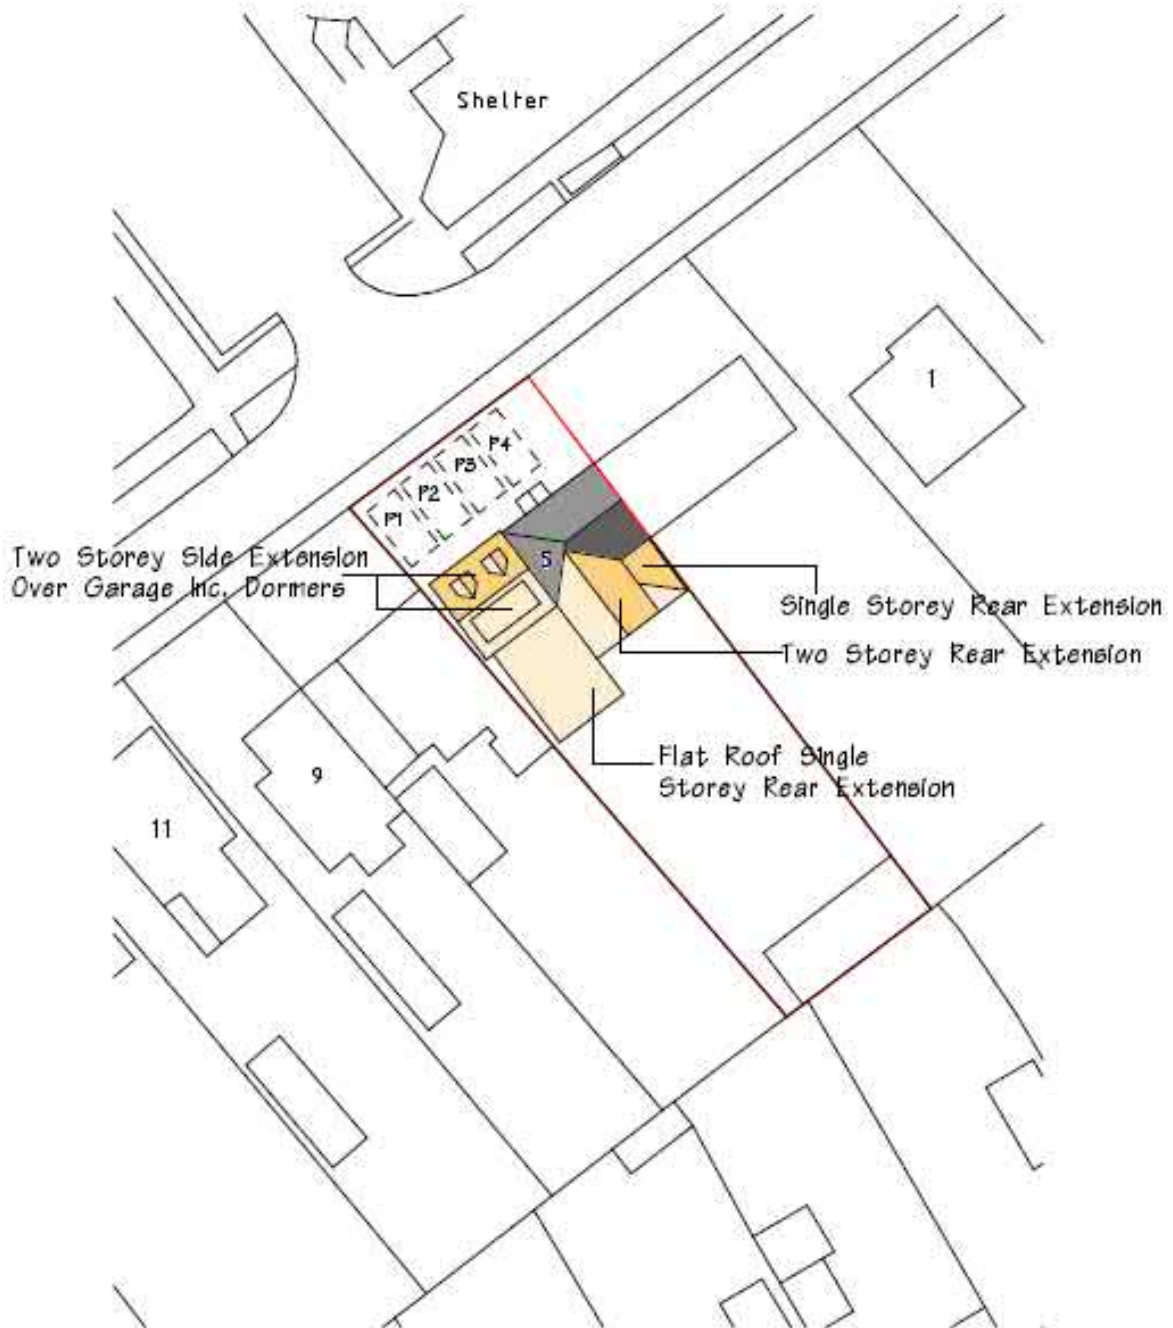 Shelter
1
P4
P3
P2
P1
Two Storey Side Extension
Over Garage Inc. Dormers
5
Single Storey Rear Extension
Two Storey Rear Extension
Flat Roof Single
Storey Rear Extension
9
11